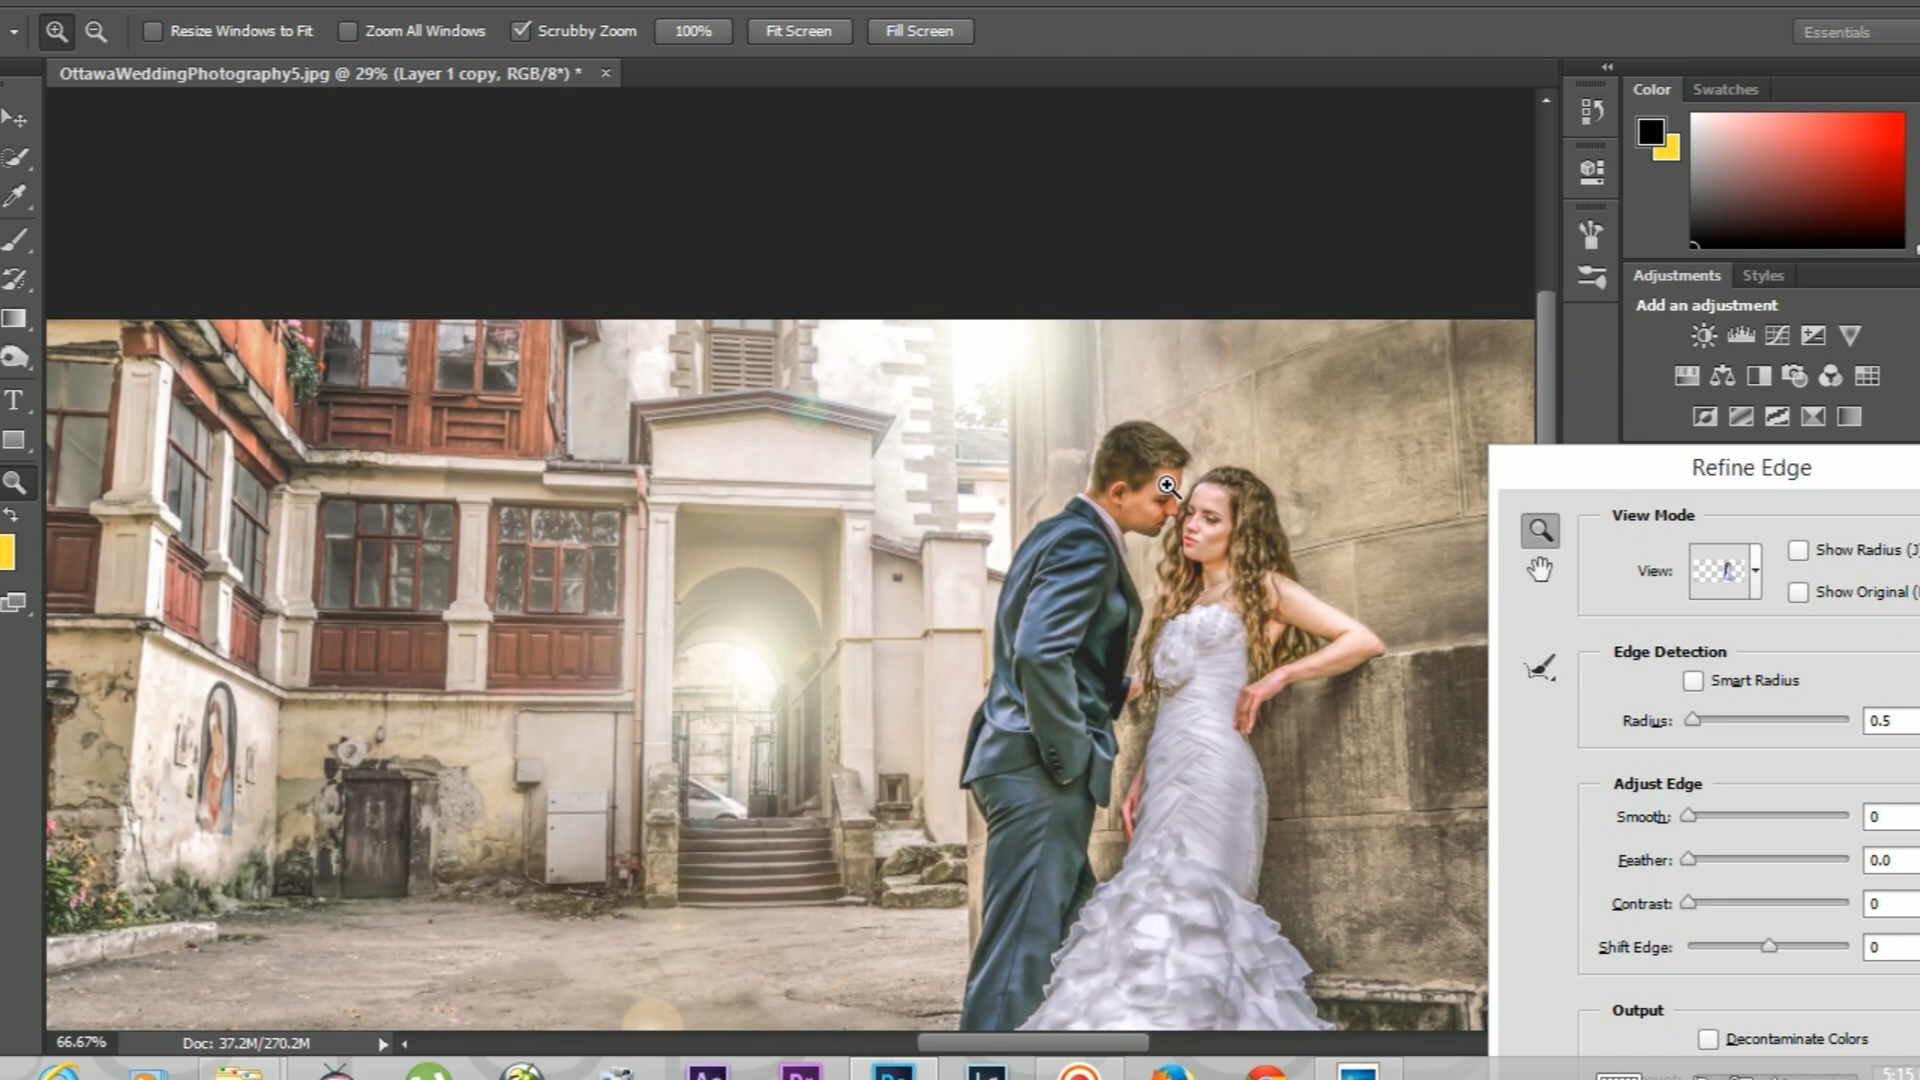 Resize Windows to Fit Zoom All Windows Scrubby Zoom 100% Fit Screen Fill Screen Essentials
OttawaWeddingPhotography5.jpg @ 29% (Layer 1 copy, RGB/8*) * ×
Color Swatches
Adjustments Styles
Add an adjustment
T
Refine Edge
View Mode
Show Radius (J)
View:
Show Original (
Edge Detection
Smart Radius
Radius: 0.5
Adjust Edge
Smooth: 0
Feather: 0.0
Contrast: 0
Shift Edge: 0
Output
Decontaminate Colors
66.67% Doc: 37.2M/270.2M
5:15